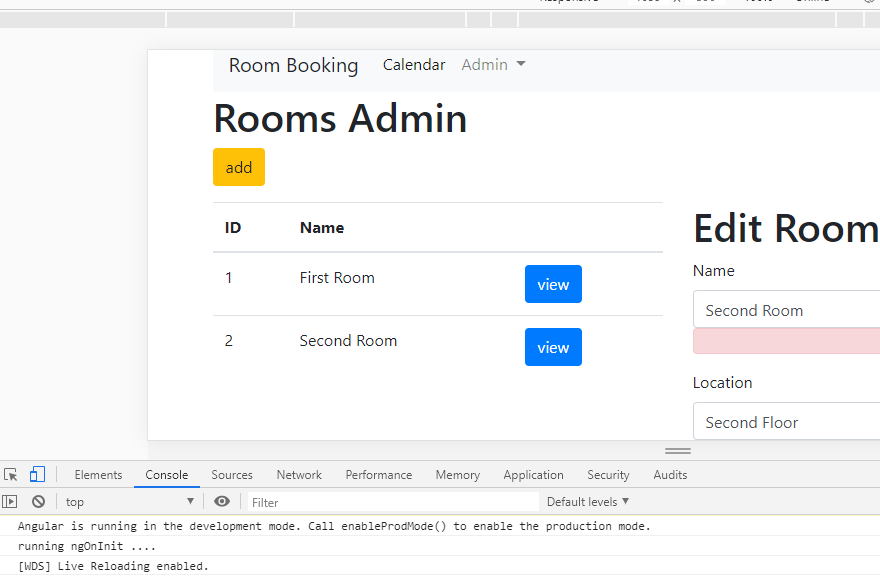 Room Booking Calendar Admin
Rooms Admin
add
ID Name
1 First Room view
2 Second Room view
Edit Room
Name
Second Room
Location
Second Floor
Elements Console Sources Network Performance Memory Application Security Audits
top Filter Default levels
Angular is running in the development mode. Call enableProdMode() to enable the production mode.
running ngOnInit ....
[WDS] Live Reloading enabled.